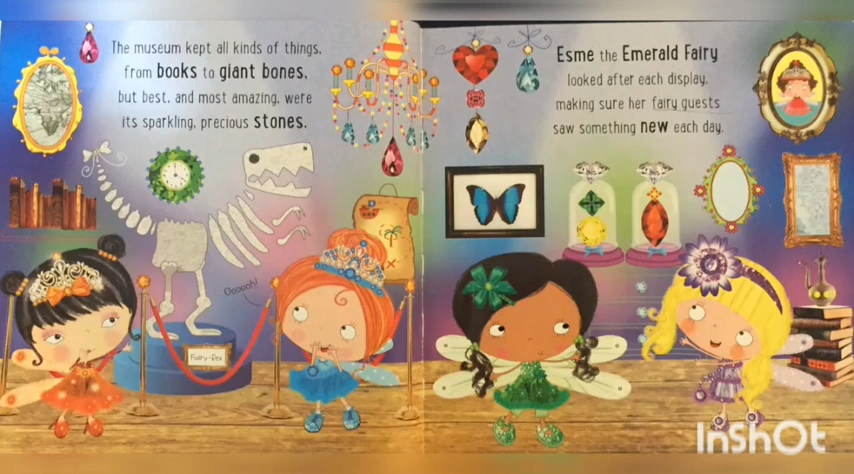 The museum kept all kinds of things,
from books to giant bones,
but best, and most amazing, were
its sparkling, precious stones.
Esme the Emerald Fairy
looked after each display,
making sure her fairy guests
saw something new each day.
Ooooh!
Fairy-Rex
InShOt